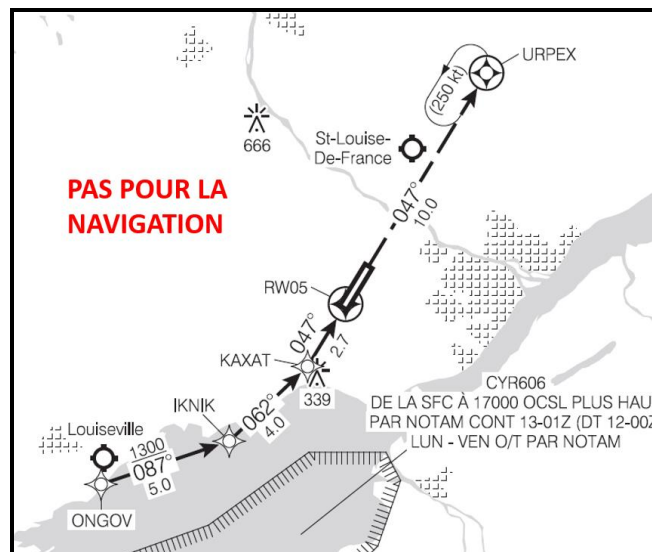 URPEX
(250 kt)
666
St-Louise-
De-France
PAS POUR LA
NAVIGATION
047°
10.0
RW05
047°
2.7
KAXAT
339
CYR606
DE LA SFC À 17000 OCSL PLUS HAU
PAR NOTAM CONT 13-01Z (DT 12-00Z
LUN - VEN O/T PAR NOTAM
IKNIK
062°
4.0
Louiseville
1300
087°
5.0
ONGOV